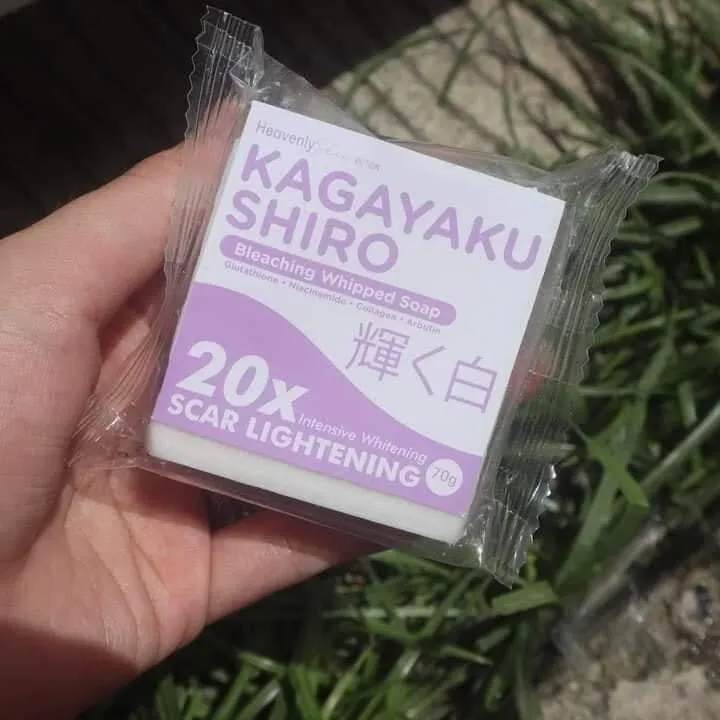 Heavenly
KAGAYAKU
SHIRO
Bleaching Whipped Soap
Glutathione • Niacinamide • Collagen • Arbutin
輝く白
20x
Intensive Whitening
SCAR LIGHTENING
70g